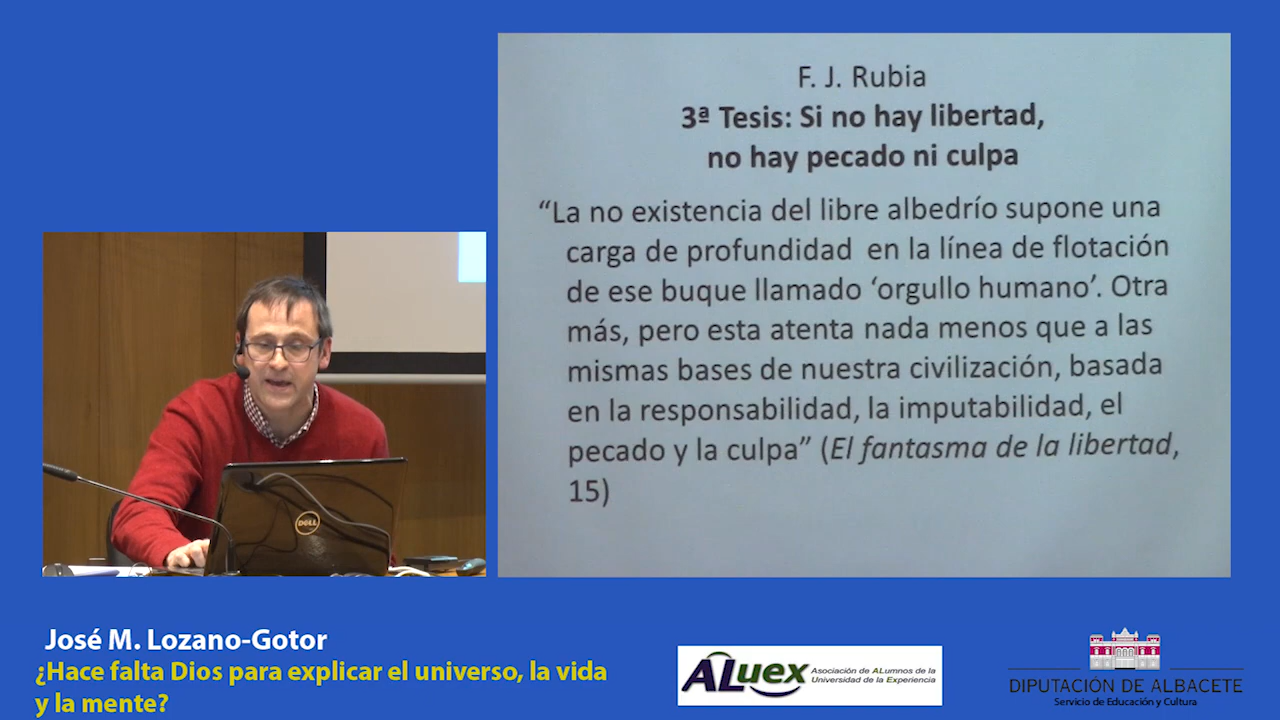 F. J. Rubia
3ª Tesis: Si no hay libertad,
no hay pecado ni culpa
“La no existencia del libre albedrío supone una
carga de profundidad en la línea de flotación
de ese buque llamado ‘orgullo humano’. Otra
más, pero esta atenta nada menos que a las
mismas bases de nuestra civilización, basada
en la responsabilidad, la imputabilidad, el
pecado y la culpa” (El fantasma de la libertad,
15)
DELL
José M. Lozano-Gotor
¿Hace falta Dios para explicar el universo, la vida
y la mente?
ALuex
Asociación de ALumnos de la
Universidad de la Experiencia
DIPUTACIÓN DE ALBACETE
Servicio de Educación y Cultura